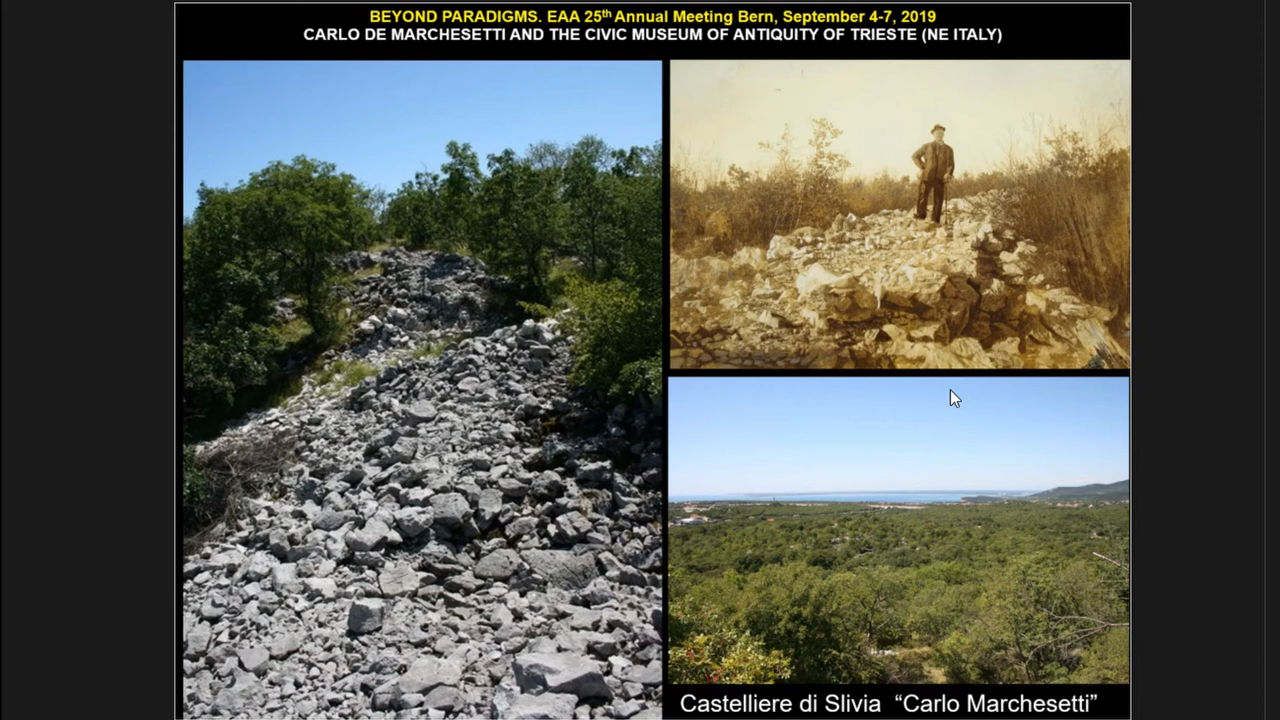 BEYOND PARADIGMS. EAA 25th Annual Meeting Bern, September 4-7, 2019
CARLO DE MARCHESETTI AND THE CIVIC MUSEUM OF ANTIQUITY OF TRIESTE (NE ITALY)
Castelliere di Slivia “Carlo Marchesetti”